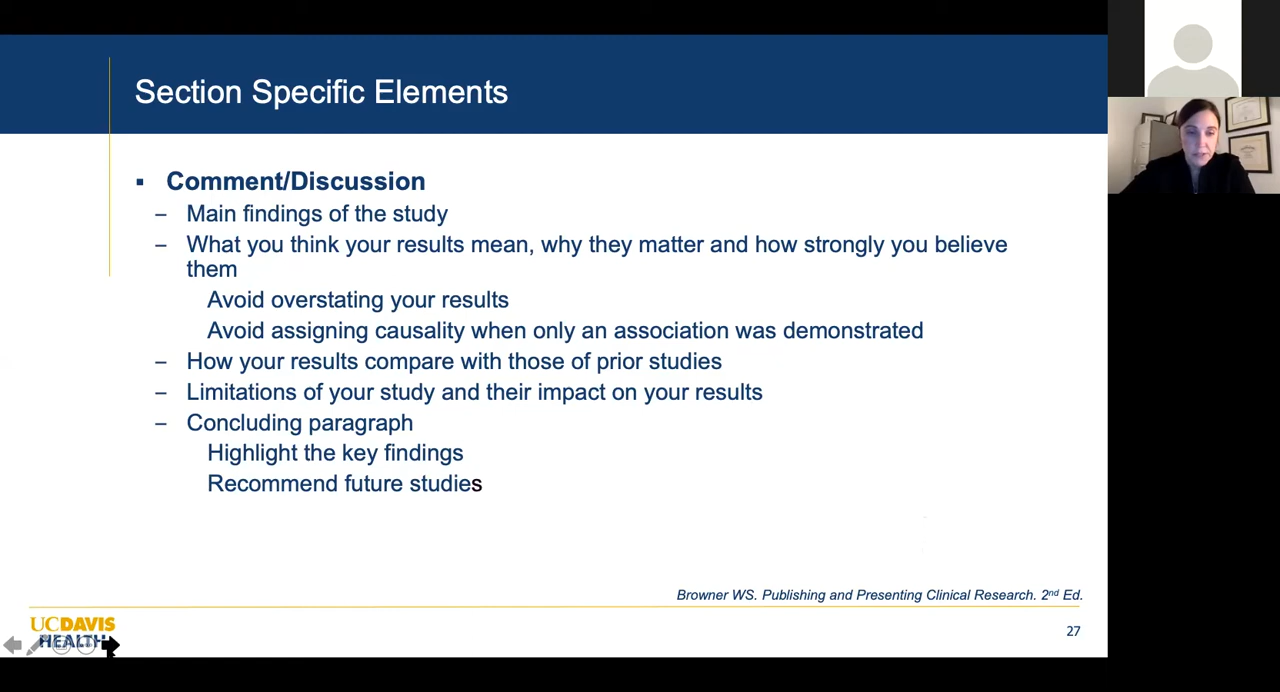 Section Specific Elements
▪ Comment/Discussion
– Main findings of the study
– What you think your results mean, why they matter and how strongly you believe
them
Avoid overstating your results
Avoid assigning causality when only an association was demonstrated
– How your results compare with those of prior studies
– Limitations of your study and their impact on your results
– Concluding paragraph
Highlight the key findings
Recommend future studies
Browner WS. Publishing and Presenting Clinical Research. 2nd Ed.
UCDAVIS
HEALTH
27